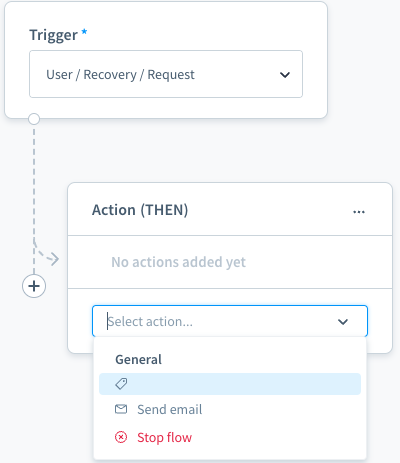 Trigger *
User / Recovery / Request
Action (THEN)
...
No actions added yet
Select action...
General
Send email
Stop flow